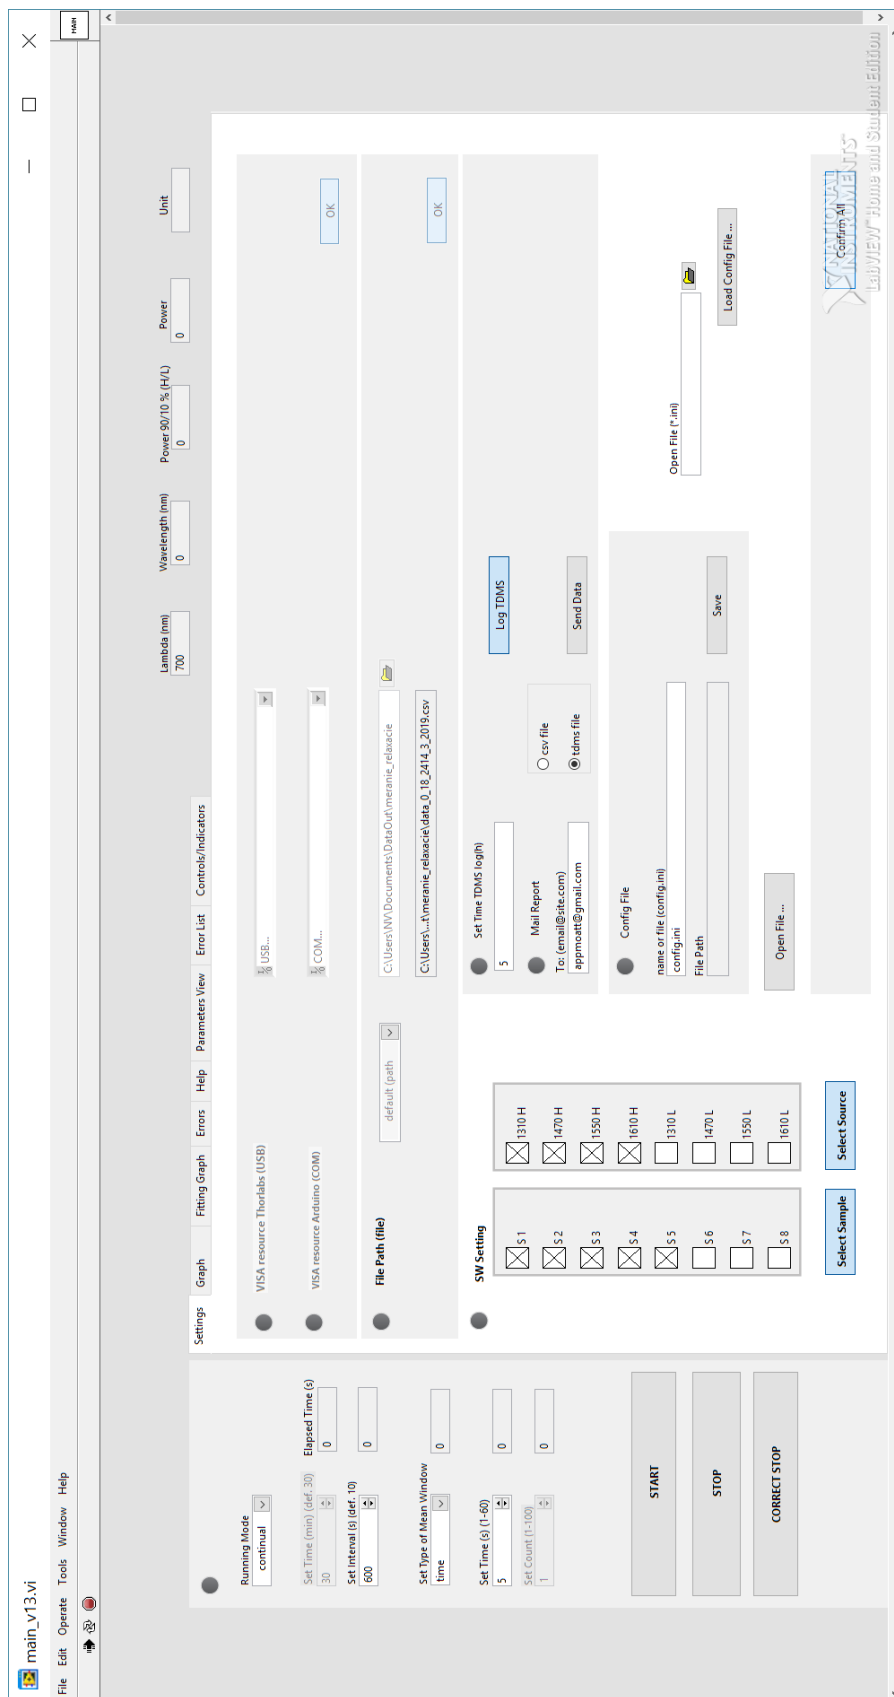 main_v13.vi
File Edit Operate Tools Window Help
MAIN
Lambda (nm)
700
Wavelength (nm)
0
Power 90/10 % (H/L)
0
Power
0
Unit
Running Mode
continual
Set Time (min) (def. 30)
30
Elapsed Time (s)
0
Set Interval (s) (def. 10)
600
0
Set Type of Mean Window
time
0
Set Time (s) (1-60)
5
0
Set Count (1-100)
1
0
START
STOP
CORRECT STOP
Settings Graph Fitting Graph Errors Help Parameters View Error List Controls/Indicators
VISA resource Thorlabs (USB)
USB...
VISA resource Arduino (COM)
COM...
OK
File Path (file)
default (path
C:\Users\NV\Documents\DataOut\meranie_relaxacie
C:\Users\...t\meranie_relaxacie\data_0_18_2414_3_2019.csv
OK
SW Setting
S 1
S 2
S 3
S 4
S 5
S 6
S 7
S 8
Select Sample
1310 H
1470 H
1550 H
1610 H
1310 L
1470 L
1550 L
1610 L
Select Source
Set Time TDMS log(h)
5
Log TDMS
Mail Report
To: (email@site.com)
appmoatt@gmail.com
csv file
tdms file
Send Data
Config File
name or file (config.ini)
config.ini
File Path
Save
Open File ...
Open File (*.ini)
Load Config File ...
Confirm All
NATIONAL
INSTRUMENTS™
LabVIEW™ Home and Student Edition